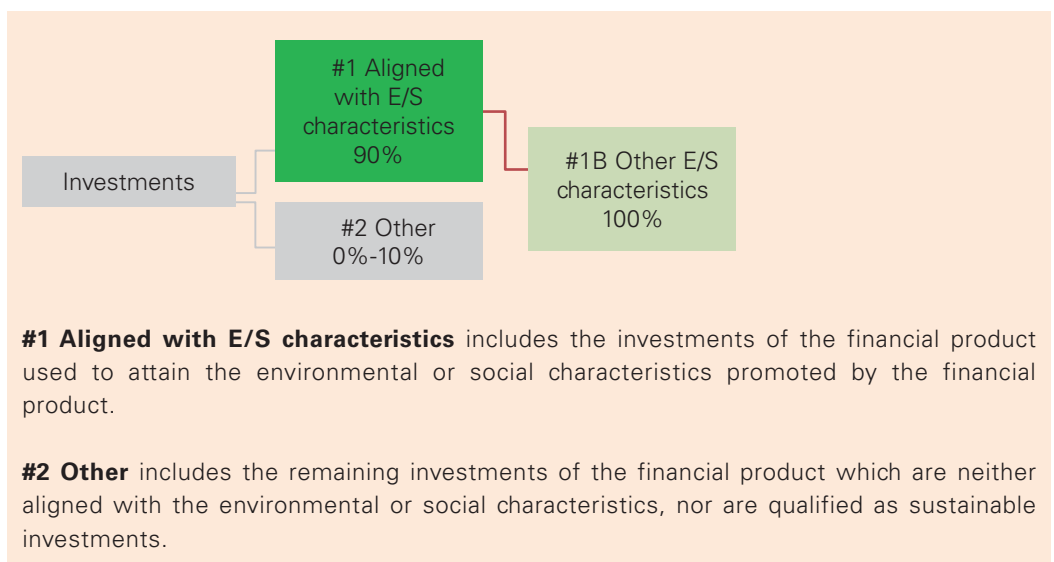 #1 Aligned
with E/S
characteristics
90%
Investments
#1B Other E/S
characteristics
100%
#2 Other
0%-10%
#1 Aligned with E/S characteristics includes the investments of the financial product
used to attain the environmental or social characteristics promoted by the financial
product.
#2 Other includes the remaining investments of the financial product which are neither
aligned with the environmental or social characteristics, nor are qualified as sustainable
investments.